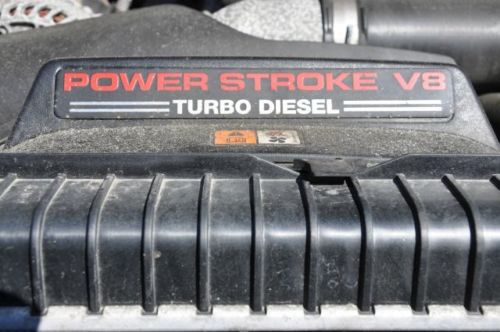 POWER STROKE V8
TURBO DIESEL